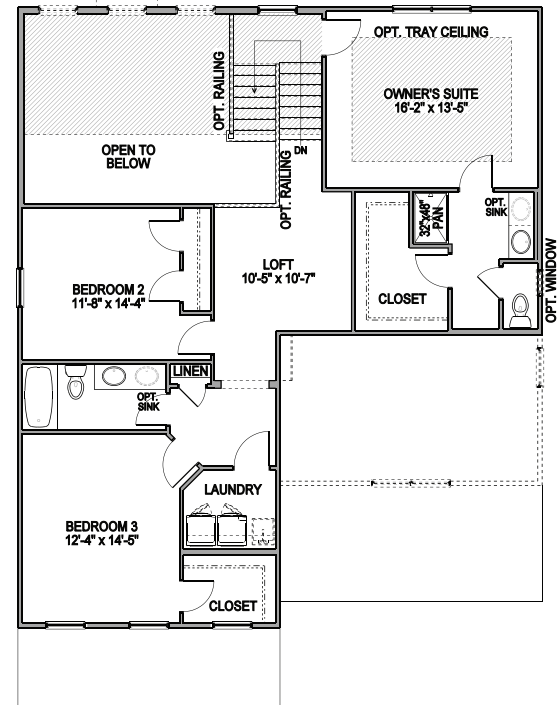 OPT. TRAY CEILING
OPT. RAILING
OWNER'S SUITE
16'-2" x 13'-5"
OPEN TO
BELOW
DN
OPT. RAILING
32"x48"
PAN
OPT.
SINK
OPT. WINDOW
LOFT
10'-5" x 10'-7"
BEDROOM 2
11'-8" x 14'-4"
CLOSET
LINEN
OPT.
SINK
LAUNDRY
BEDROOM 3
12'-4" x 14'-5"
CLOSET